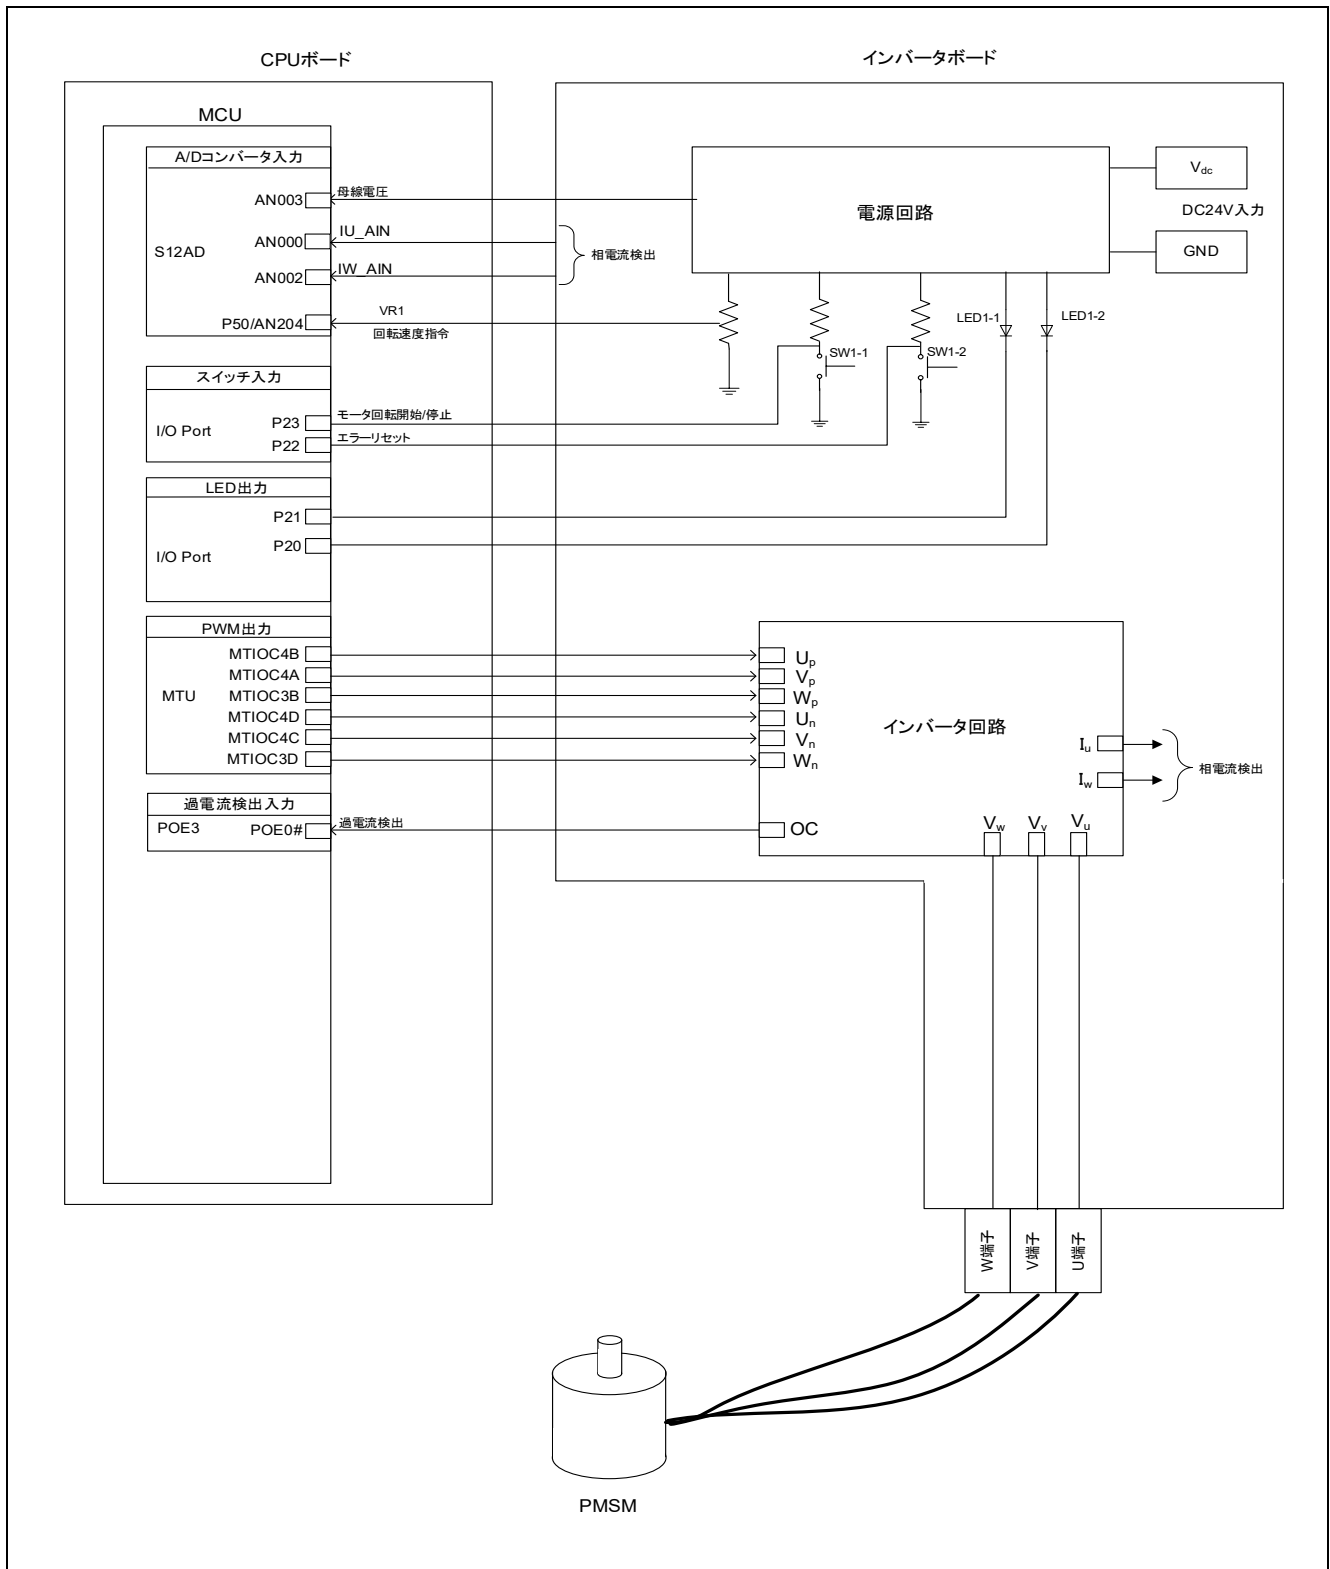 CPUボード
インバータボード
MCU
A/Dコンバータ入力
S12AD
AN003
AN000
AN002
P50/AN204
母線電圧
IU_AIN
IW_AIN
相電流検出
VR1
回転速度指令
電源回路
Vdc
DC24V入力
GND
LED1-1
LED1-2
SW1-1
SW1-2
スイッチ入力
I/O Port
P23
P22
モータ回転開始/停止
エラーリセット
LED出力
I/O Port
P21
P20
PWM出力
MTU
MTIOC4B
MTIOC4A
MTIOC3B
MTIOC4D
MTIOC4C
MTIOC3D
Up
Vp
Wp
Un
Vn
Wn
インバータ回路
Iu
Iw
相電流検出
過電流検出入力
POE3
POE0#
過電流検出
OC
Vw
Vv
Vu
W端子
V端子
U端子
PMSM